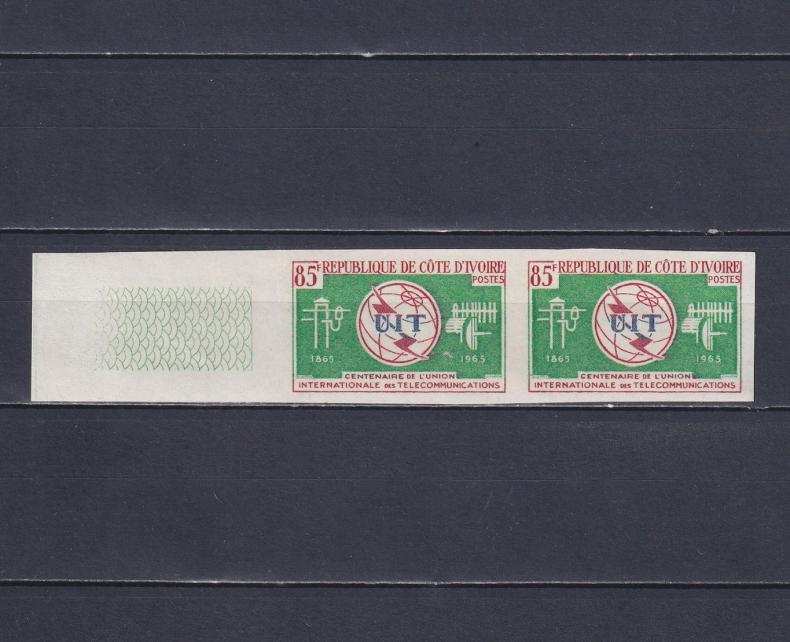 85F REPUBLIQUE DE CÔTE D'IVOIRE
POSTES
UIT
1865 1965
CENTENAIRE DE L'UNION
INTERNATIONALE DES TELECOMMUNICATIONS
85F REPUBLIQUE DE CÔTE D'IVOIRE
POSTES
UIT
1865 1965
CENTENAIRE DE L'UNION
INTERNATIONALE DES TELECOMMUNICATIONS